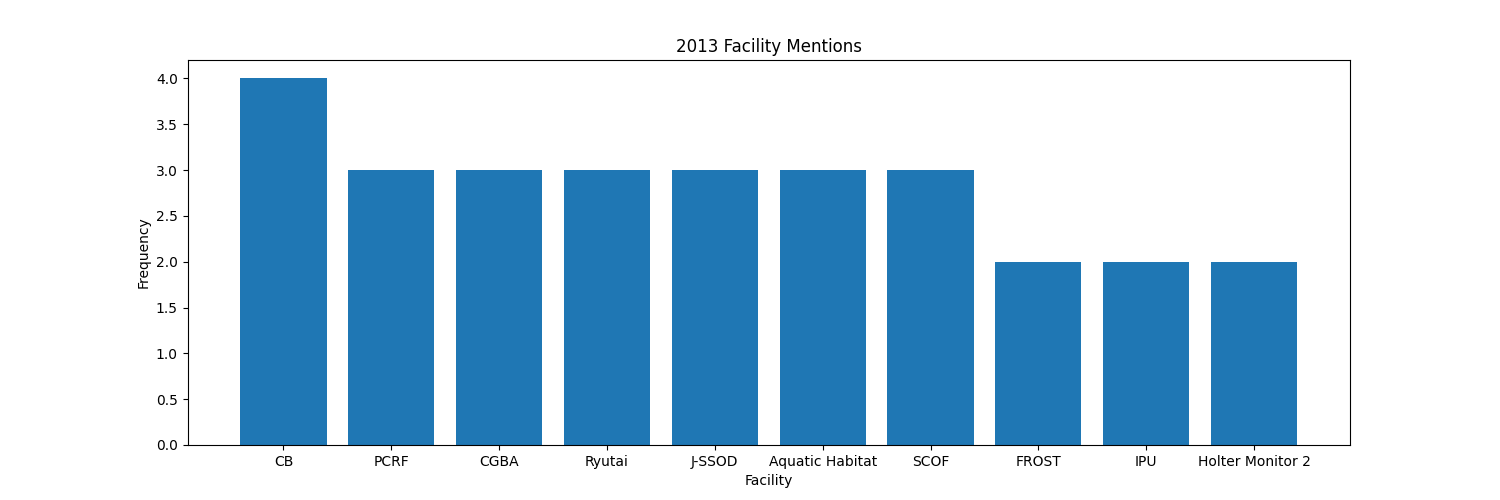 2013 Facility Mentions
Frequency
4.0
3.5
3.0
2.5
2.0
1.5
1.0
0.5
0.0
CB PCRF CGBA Ryutai J-SSOD Aquatic Habitat SCOF FROST IPU Holter Monitor 2
Facility